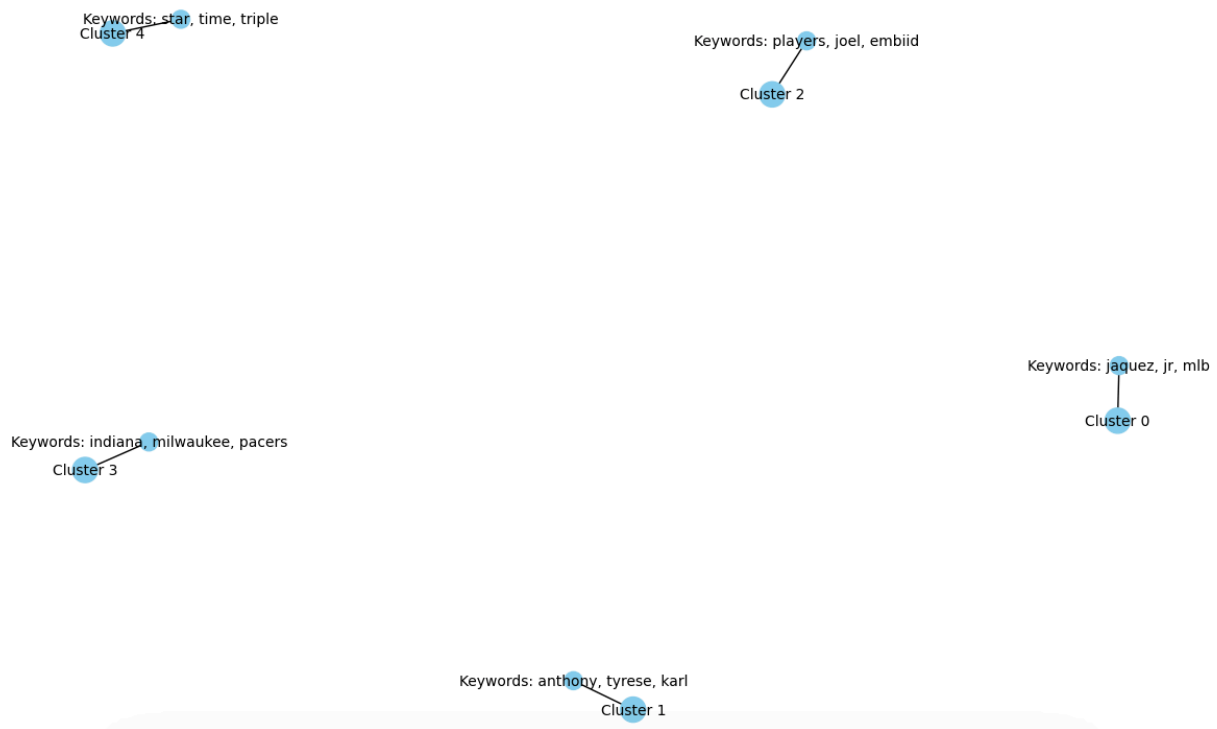 Keywords: star, time, triple
Cluster 4
Keywords: players, joel, embiid
Cluster 2
Keywords: jaquez, jr, mlb
Cluster 0
Keywords: indiana, milwaukee, pacers
Cluster 3
Keywords: anthony, tyrese, karl
Cluster 1